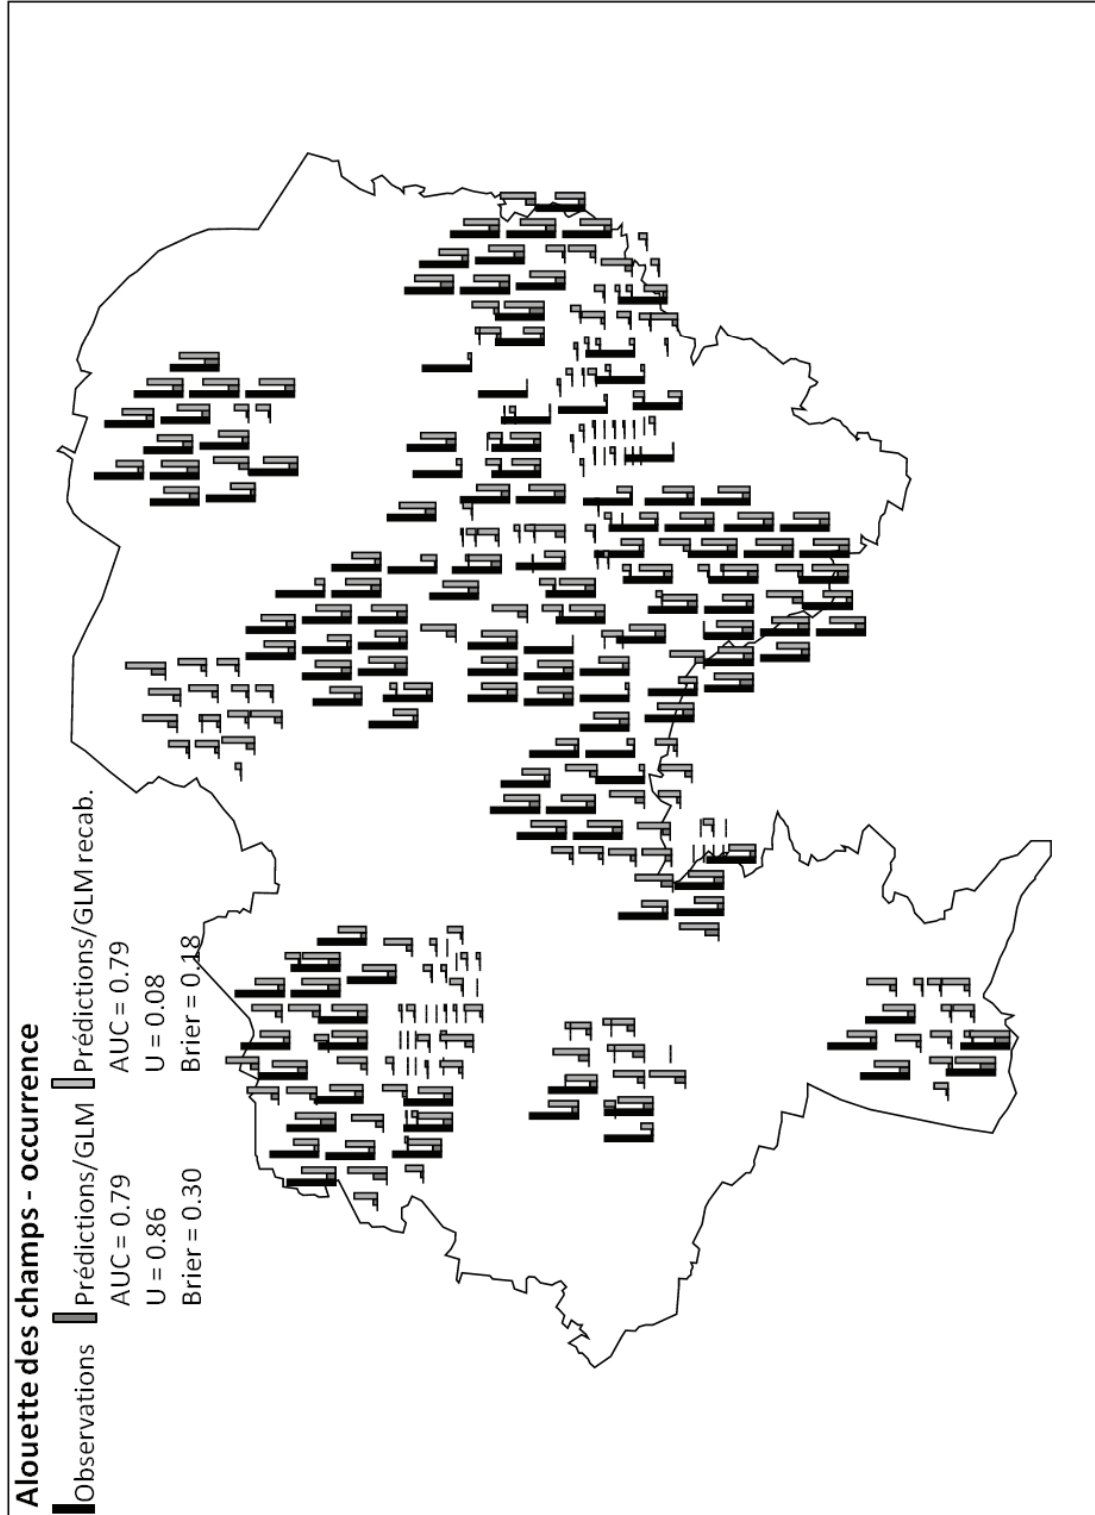 Alouette des champs - occurrence
Observations Prédictions/GLM Prédictions/GLM recab.
AUC = 0.79 AUC = 0.79
U = 0.86 U = 0.08
Brier = 0.30 Brier = 0.18